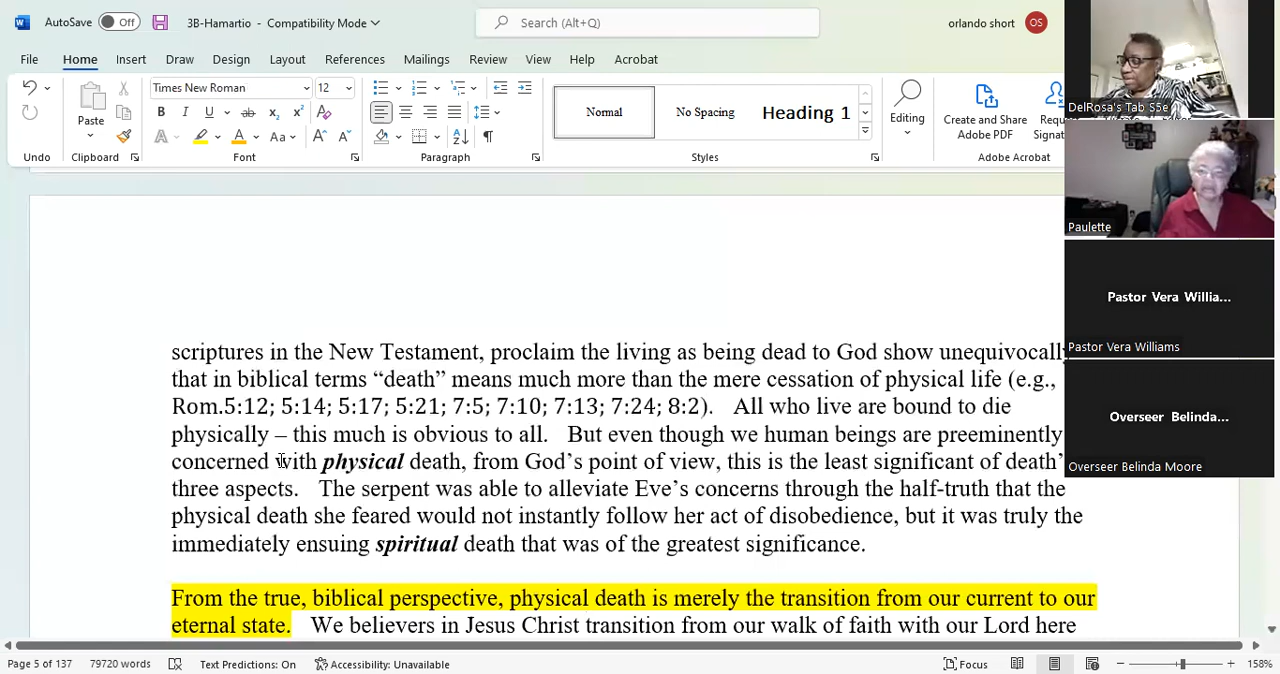 AutoSave Off 3B-Hamartio - Compatibility Mode Search (Alt+Q) orlando short OS
File Home Insert Draw Design Layout References Mailings Review View Help Acrobat
Times New Roman 12
Paste
Normal No Spacing Heading 1
Editing
Create and Share Adobe PDF
Undo Clipboard Font Paragraph Styles Adobe Acrobat
DelRosa's Tab S5e
Paulette
Pastor Vera Willia...
Pastor Vera Williams
Overseer Belinda...
Overseer Belinda Moore
scriptures in the New Testament, proclaim the living as being dead to God show unequivocally
that in biblical terms “death” means much more than the mere cessation of physical life (e.g.,
Rom.5:12; 5:14; 5:17; 5:21; 7:5; 7:10; 7:13; 7:24; 8:2). All who live are bound to die
physically – this much is obvious to all. But even though we human beings are preeminently
concerned with physical death, from God’s point of view, this is the least significant of death’
three aspects. The serpent was able to alleviate Eve’s concerns through the half-truth that the
physical death she feared would not instantly follow her act of disobedience, but it was truly the
immediately ensuing spiritual death that was of the greatest significance.
From the true, biblical perspective, physical death is merely the transition from our current to our
eternal state. We believers in Jesus Christ transition from our walk of faith with our Lord here
Page 5 of 137 79720 words Text Predictions: On Accessibility: Unavailable Focus 158%